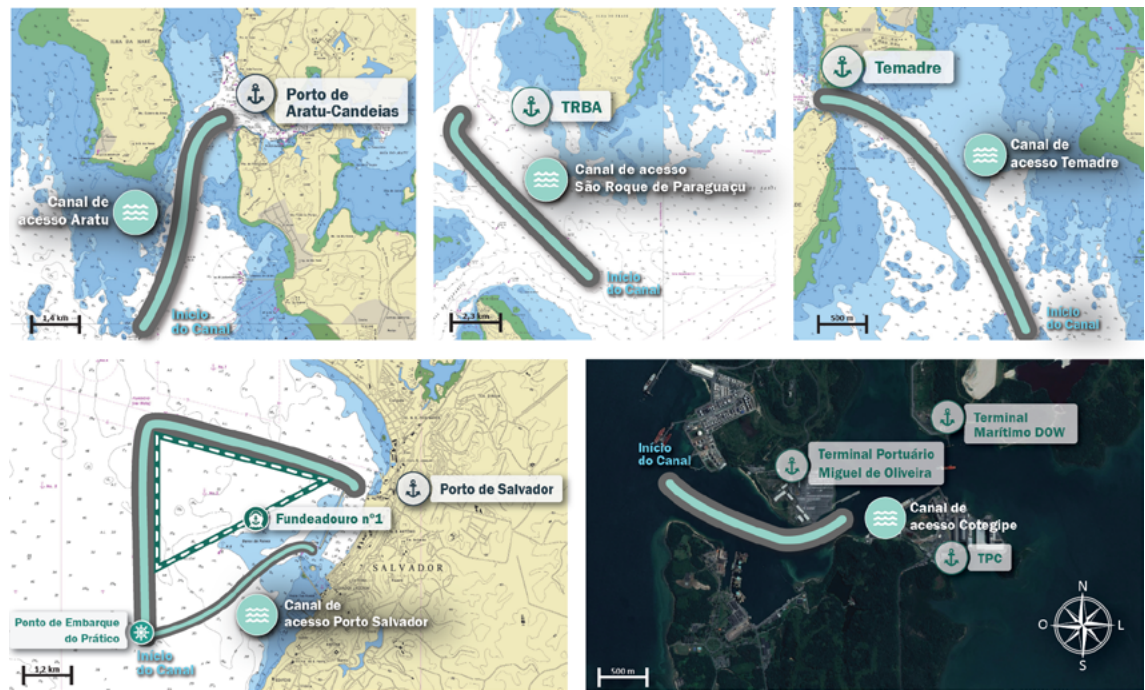 Porto de
Aratu-Candeias
Canal de
acesso Aratu
Início
do Canal
1,4 km
TRBA
Canal de acesso
São Roque de Paraguaçu
Início
do Canal
2,3 km
Temadre
Canal de
acesso Temadre
Início
do Canal
500 m
Porto de Salvador
Fundeadouro nº1
SALVADOR
Canal de
acesso Porto Salvador
Ponto de Embarque
do Prático
Início
do Canal
1,2 km
Terminal
Marítimo DOW
Início
do Canal
Terminal Portuário
Miguel de Oliveira
Canal de
acesso Cotegipe
TPC
500 m
N
O
L
S